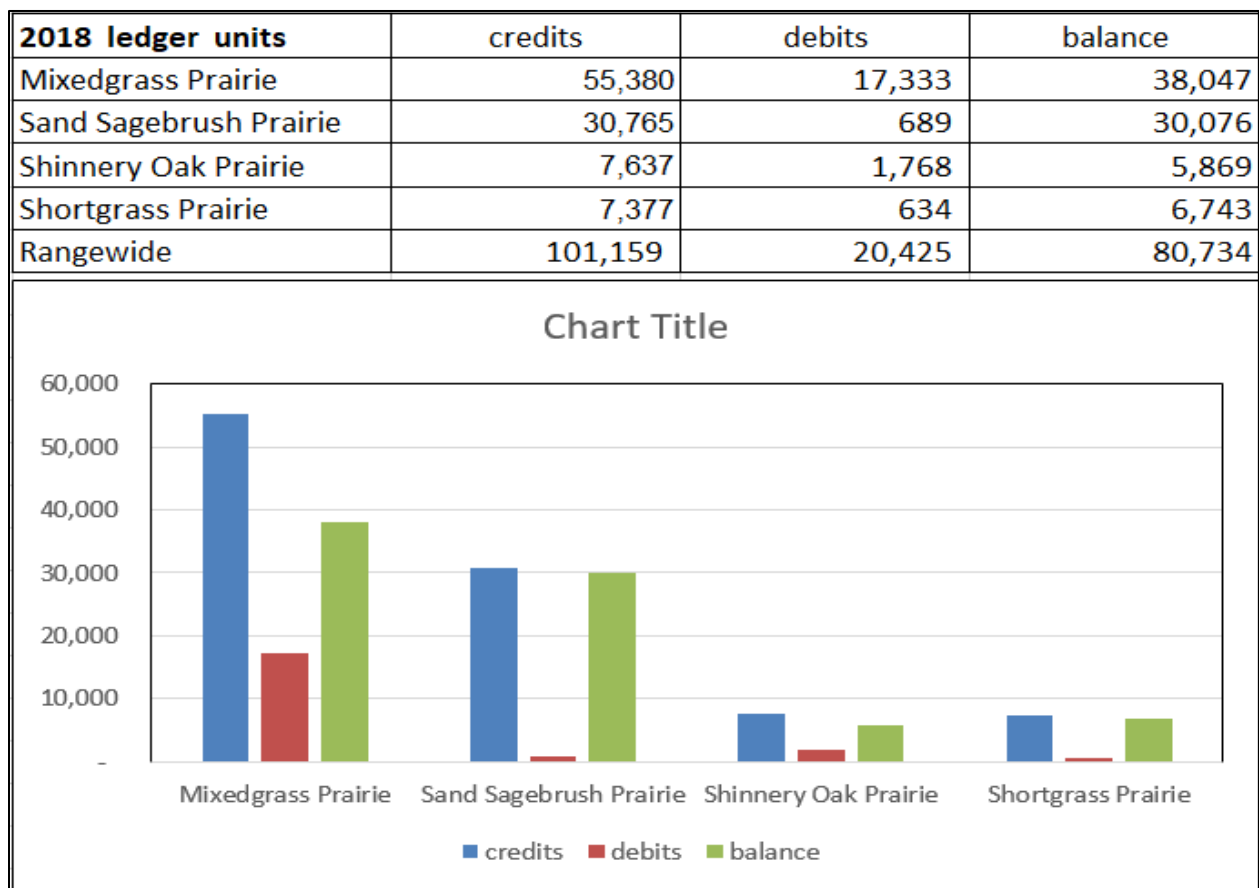 2018 ledger units credits debits balance
Mixedgrass Prairie 55,380 17,333 38,047
Sand Sagebrush Prairie 30,765 689 30,076
Shinnery Oak Prairie 7,637 1,768 5,869
Shortgrass Prairie 7,377 634 6,743
Rangewide 101,159 20,425 80,734
Chart Title
60,000
50,000
40,000
30,000
20,000
10,000
-
Mixedgrass Prairie Sand Sagebrush Prairie Shinnery Oak Prairie Shortgrass Prairie
credits debits balance